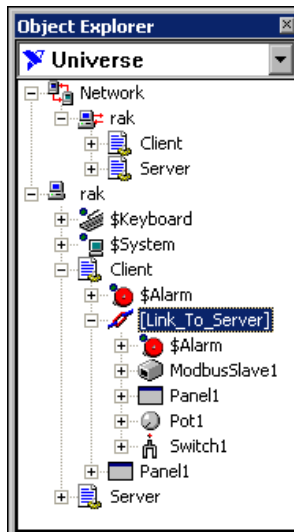 Object Explorer
Universe
Network
rak
Client
Server
rak
$Keyboard
$System
Client
$Alarm
[Link_To_Server]
$Alarm
ModbusSlave1
Panel1
Pot1
Switch1
Panel1
Server